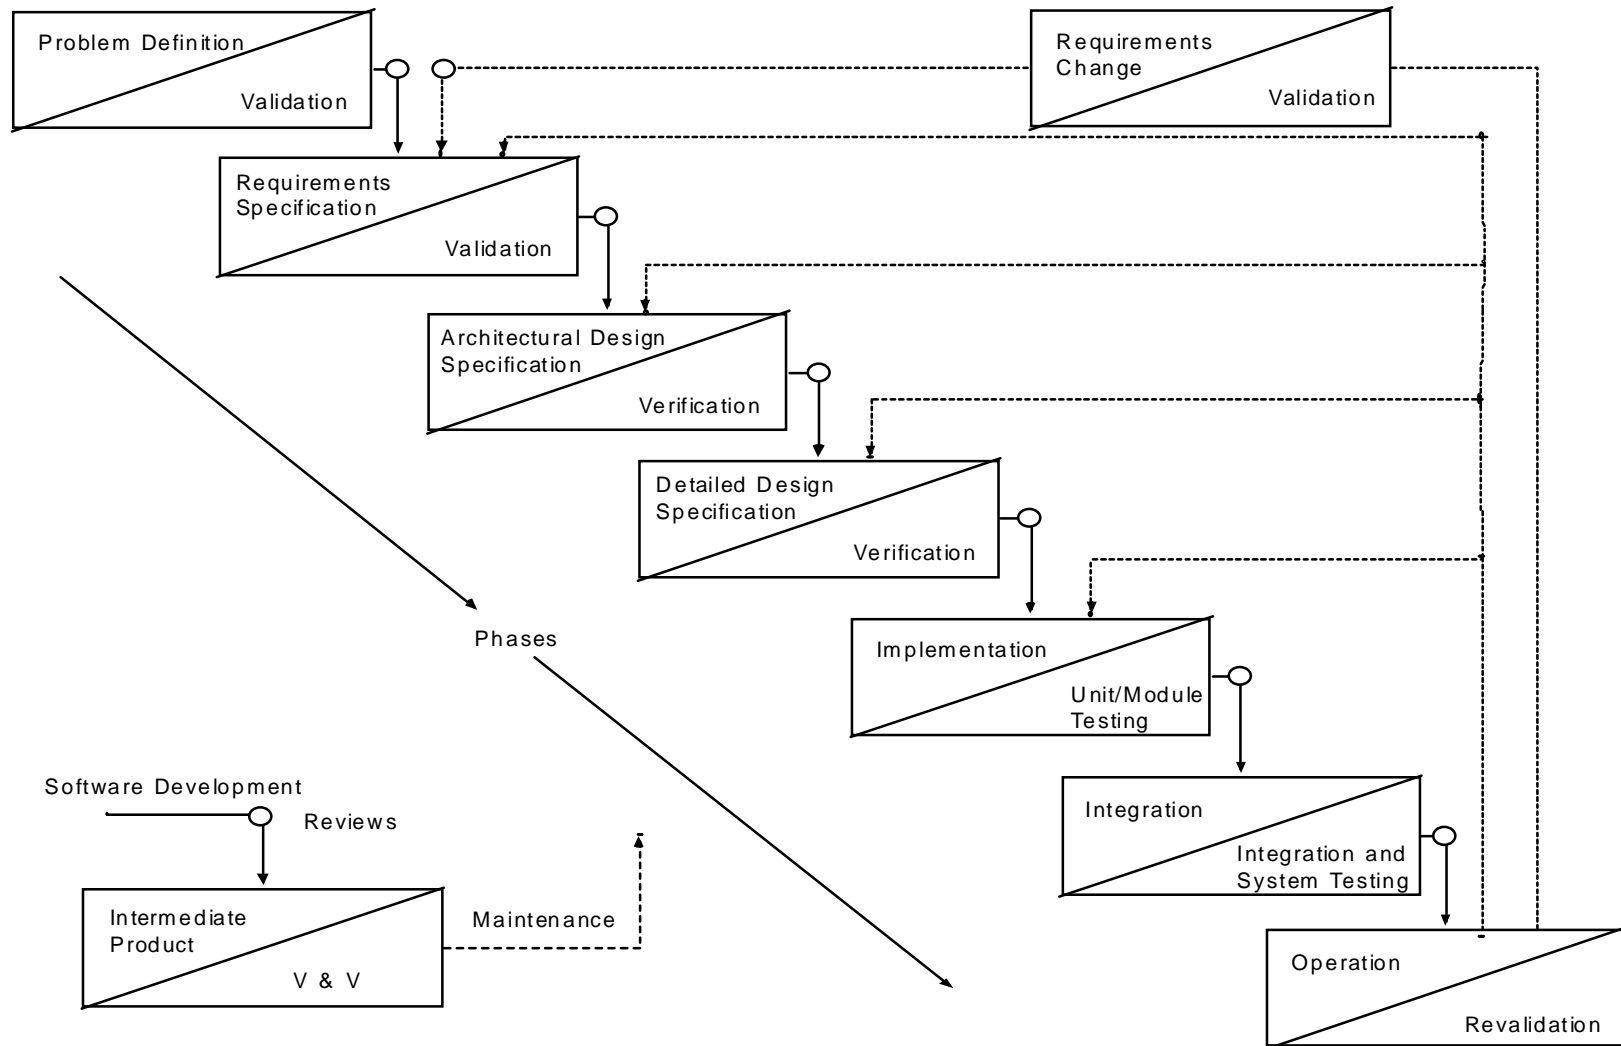 Problem Definition
Validation
Requirements
Change
Validation
Requirements
Specification
Validation
Architectural Design
Specification
Verification
Detailed Design
Specification
Verification
Phases
Implementation
Unit/Module
Testing
Software Development
Reviews
Integration
Integration and
System Testing
Intermediate
Product
V & V
Maintenance
Operation
Revalidation